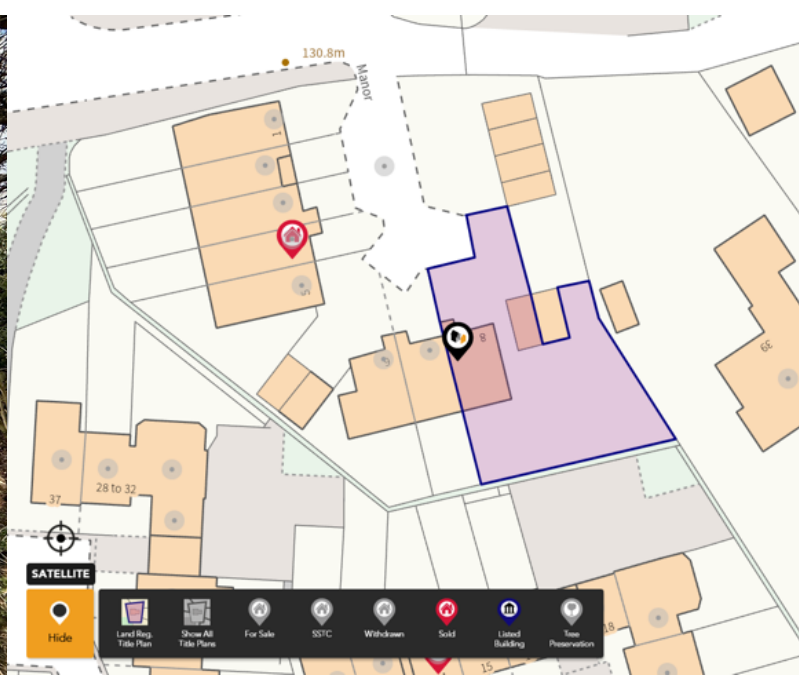 130.8m
Manor
1
5
6
8
39
28 to 32
37
SATELLITE
18
15
Hide
Land Reg.
Title Plan
Show All
Title Plans
For Sale
SSTC
Withdrawn
Sold
Listed
Building
Tree
Preservation